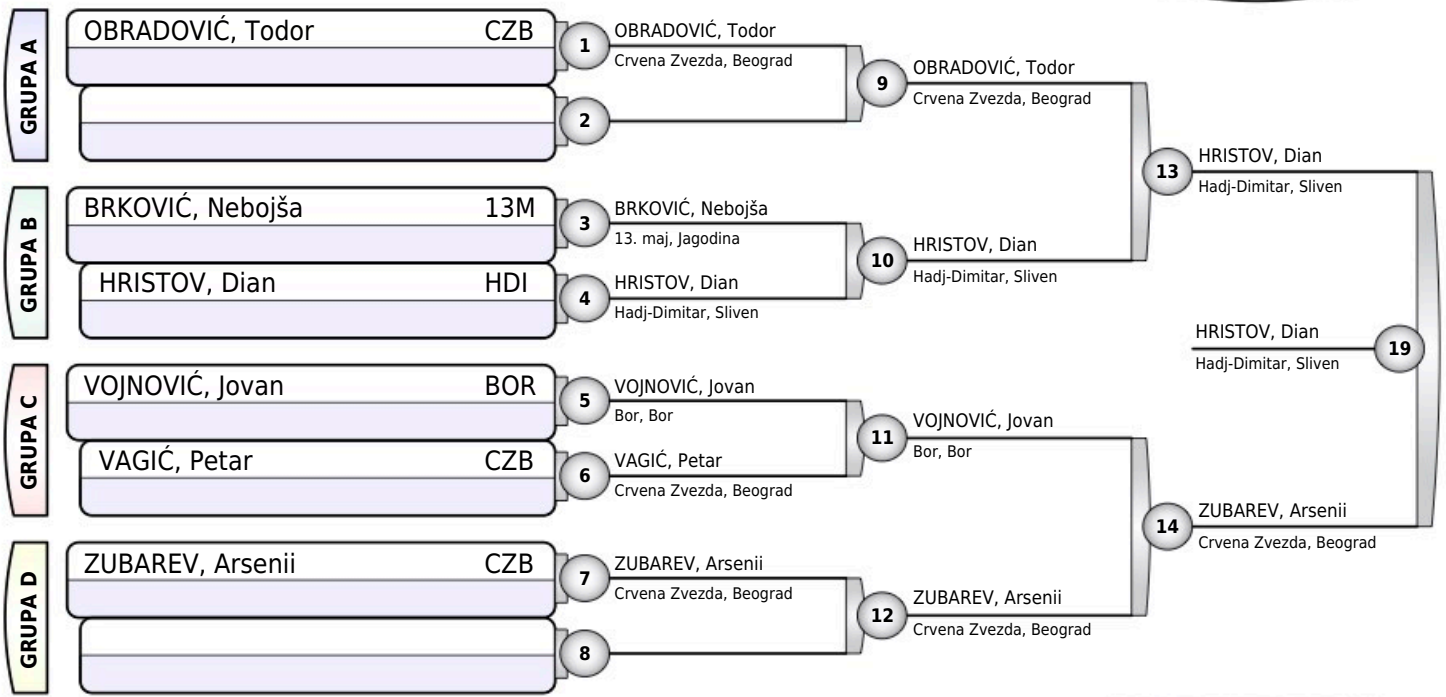 GRUPA A
OBRADOVIĆ, Todor CZB
1
OBRADOVIĆ, Todor
Crvena Zvezda, Beograd
2
9
OBRADOVIĆ, Todor
Crvena Zvezda, Beograd
13
HRISTOV, Dian
Hadj-Dimitar, Sliven
GRUPA B
BRKOVIĆ, Nebojša 13M
3
BRKOVIĆ, Nebojša
13. maj, Jagodina
HRISTOV, Dian HDI
4
HRISTOV, Dian
Hadj-Dimitar, Sliven
10
HRISTOV, Dian
Hadj-Dimitar, Sliven
HRISTOV, Dian
Hadj-Dimitar, Sliven
19
GRUPA C
VOJNOVIĆ, Jovan BOR
5
VOJNOVIĆ, Jovan
Bor, Bor
VAGIĆ, Petar CZB
6
VAGIĆ, Petar
Crvena Zvezda, Beograd
11
VOJNOVIĆ, Jovan
Bor, Bor
14
ZUBAREV, Arsenii
Crvena Zvezda, Beograd
GRUPA D
ZUBAREV, Arsenii CZB
7
ZUBAREV, Arsenii
Crvena Zvezda, Beograd
8
12
ZUBAREV, Arsenii
Crvena Zvezda, Beograd